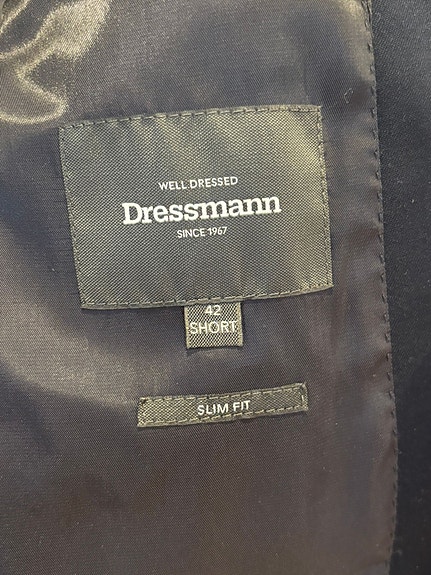 WELL DRESSED
Dressmann
SINCE 1967
42
SHORT
SLIM FIT